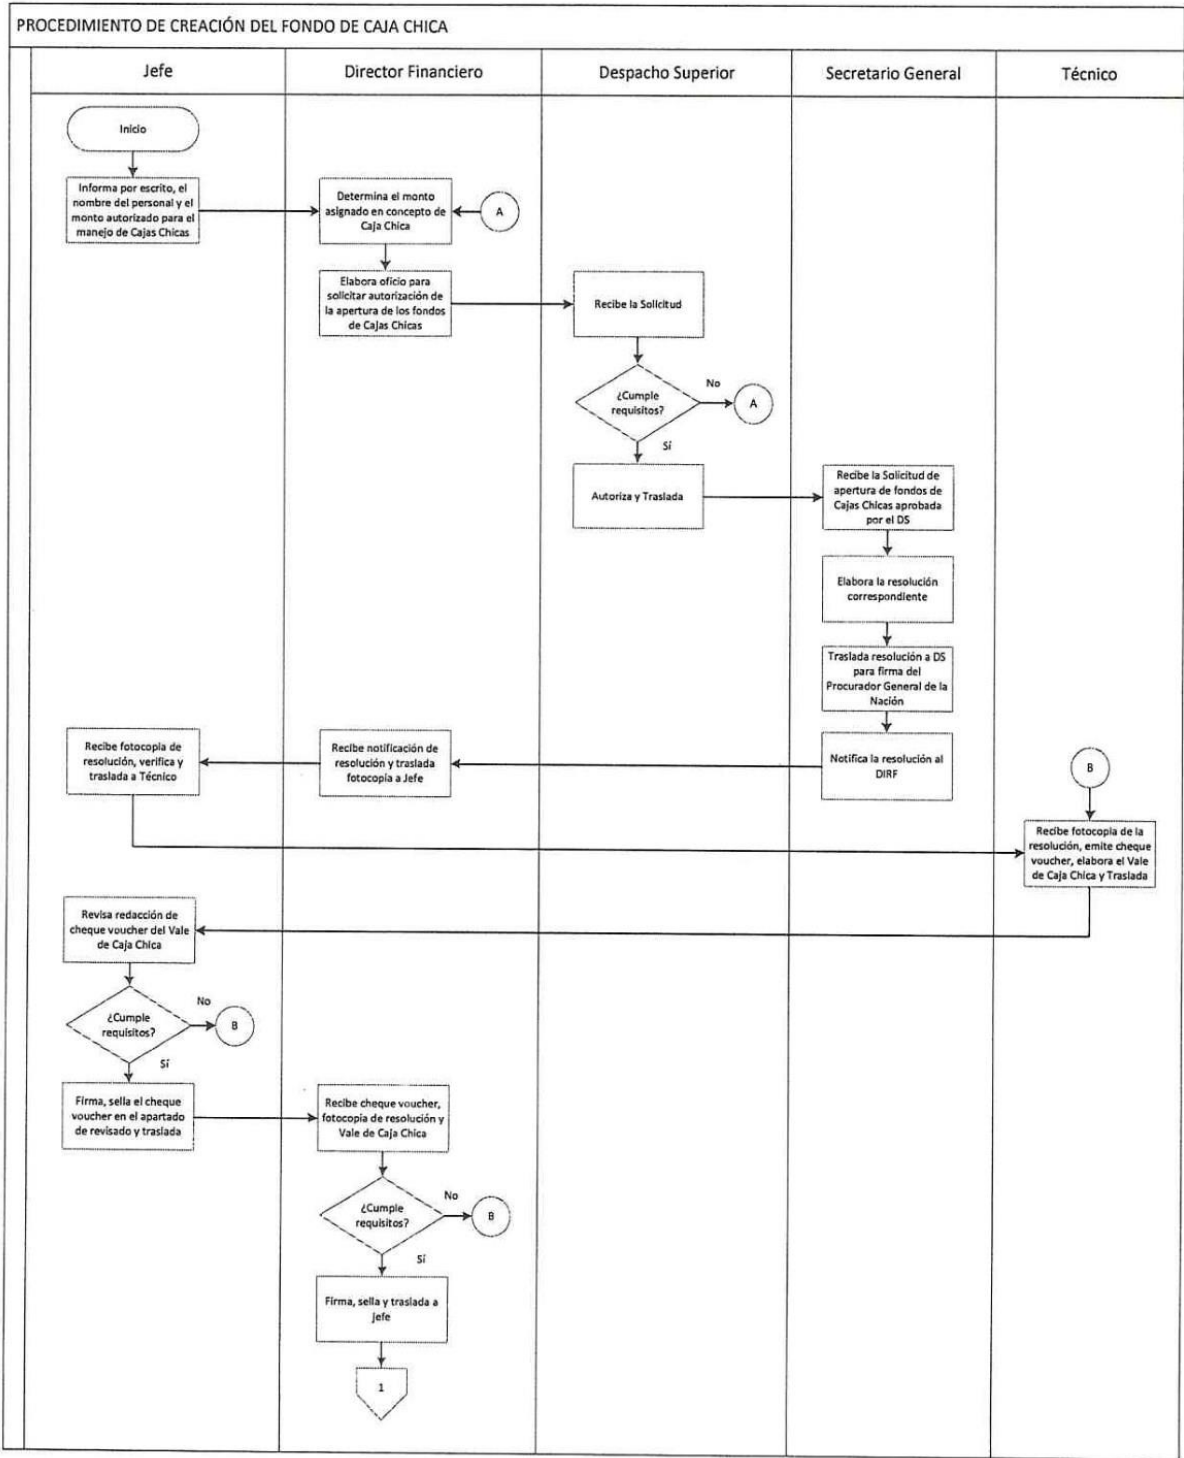 PROCEDIMIENTO DE CREACIÓN DEL FONDO DE CAJA CHICA
Jefe
Director Financiero
Despacho Superior
Secretario General
Técnico
Inicio
Informa por escrito, el
nombre del personal y el
monto autorizado para el
manejo de Cajas Chicas
Determina el monto
asignado en concepto de
Caja Chica
A
Elabora oficio para
solicitar autorización de
la apertura de los fondos
de Cajas Chicas
Recibe la Solicitud
¿Cumple
requisitos?
No
A
Sí
Autoriza y Traslada
Recibe la Solicitud de
apertura de fondos de
Cajas Chicas aprobada
por el DS
Elabora la resolución
correspondiente
Traslada resolución a DS
para firma del
Procurador General de la
Nación
Notifica la resolución al
DIRF
Recibe notificación de
resolución y traslada
fotocopia a Jefe
Recibe fotocopia de
resolución, verifica y
traslada a Técnico
B
Recibe fotocopia de la
resolución, emite cheque
voucher, elabora el Vale
de Caja Chica y Traslada
Revisa redacción de
cheque voucher del Vale
de Caja Chica
¿Cumple
requisitos?
No
B
Sí
Firma, sella el cheque
voucher en el apartado
de revisado y traslada
Recibe cheque voucher,
fotocopia de resolución y
Vale de Caja Chica
¿Cumple
requisitos?
No
B
Sí
Firma, sella y traslada a
Jefe
1